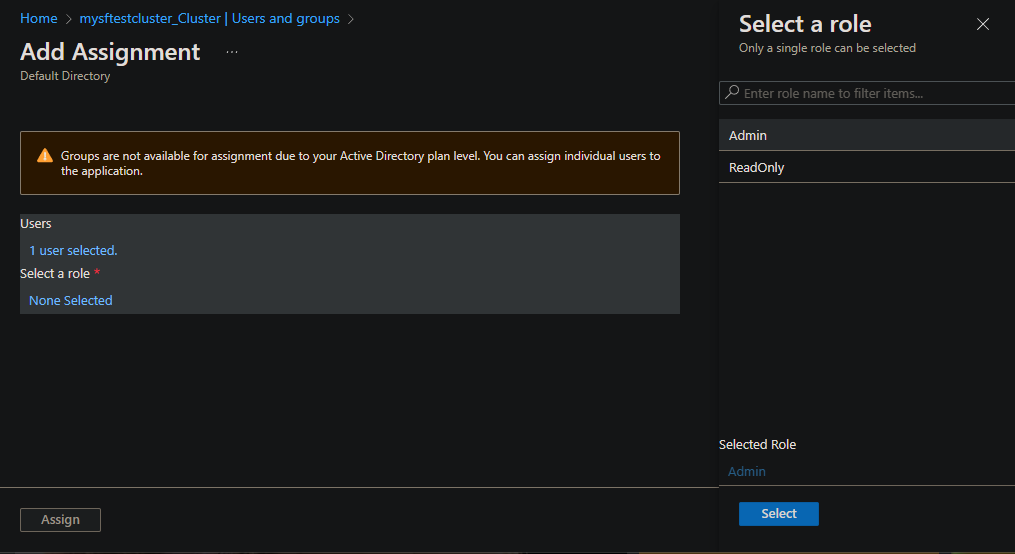 Home > mysftestcluster_Cluster | Users and groups >
Add Assignment ...
Default Directory
Groups are not available for assignment due to your Active Directory plan level. You can assign individual users to
the application.
Users
1 user selected.
Select a role *
None Selected
Assign
Select a role
Only a single role can be selected
Enter role name to filter items...
Admin
ReadOnly
Selected Role
Admin
Select